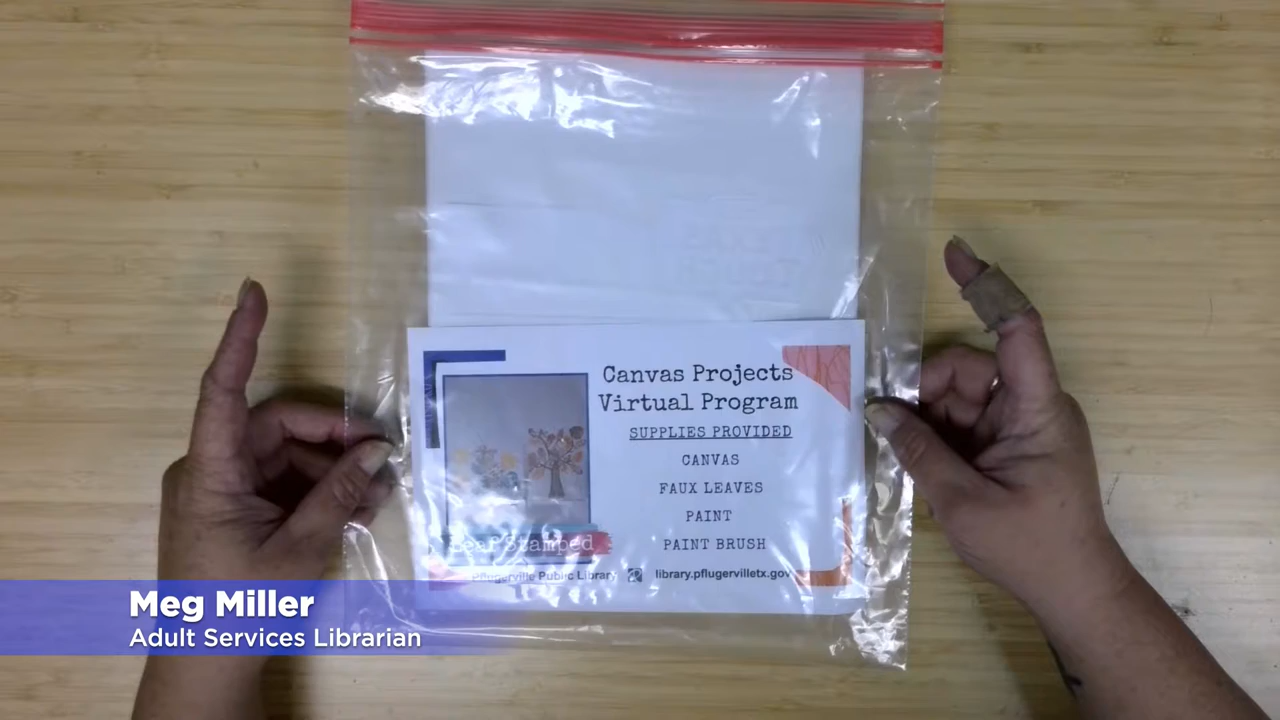 Canvas Projects
Virtual Program
SUPPLIES PROVIDED
CANVAS
FAUX LEAVES
PAINT
PAINT BRUSH
Leaf Stamped
Pflugerville Public Library
library.pflugervilletx.gov
Meg Miller
Adult Services Librarian